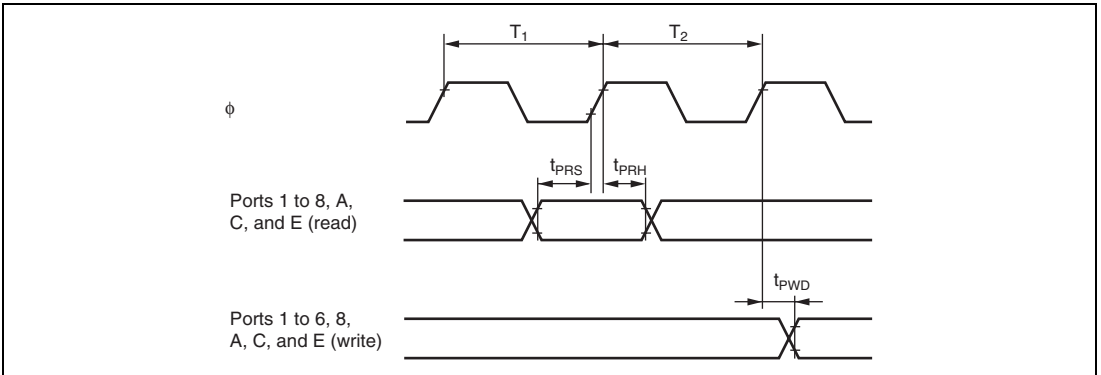 T1
T2
ϕ
tPRS
tPRH
Ports 1 to 8, A,
C, and E (read)
tPWD
Ports 1 to 6, 8,
A, C, and E (write)